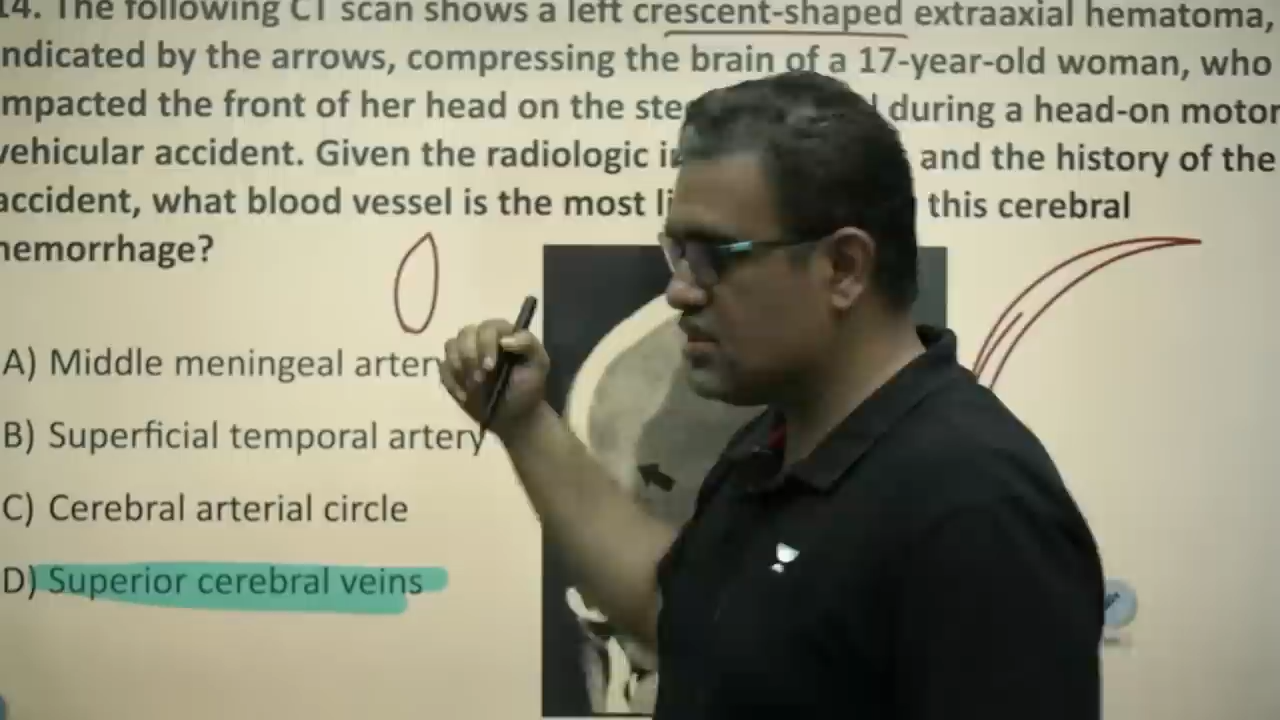 14. The following CT scan shows a left crescent-shaped extraaxial hematoma,
ndicated by the arrows, compressing the brain of a 17-year-old woman, who
mpacted the front of her head on the ste during a head-on motor
vehicular accident. Given the radiologic i and the history of the
accident, what blood vessel is the most li this cerebral
hemorrhage?
A) Middle meningeal artery
B) Superficial temporal artery
C) Cerebral arterial circle
D) Superior cerebral veins